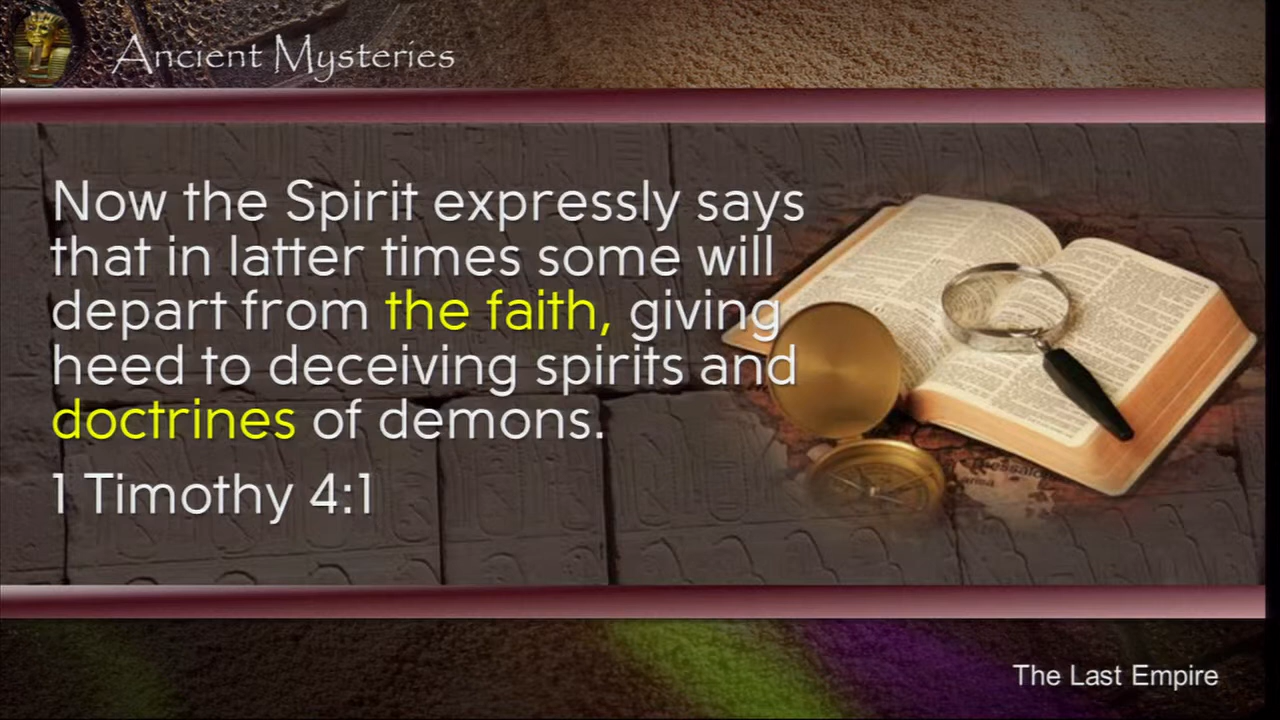 Ancient Mysteries
Now the Spirit expressly says
that in latter times some will
depart from the faith, giving
heed to deceiving spirits and
doctrines of demons.
1 Timothy 4:1
The Last Empire